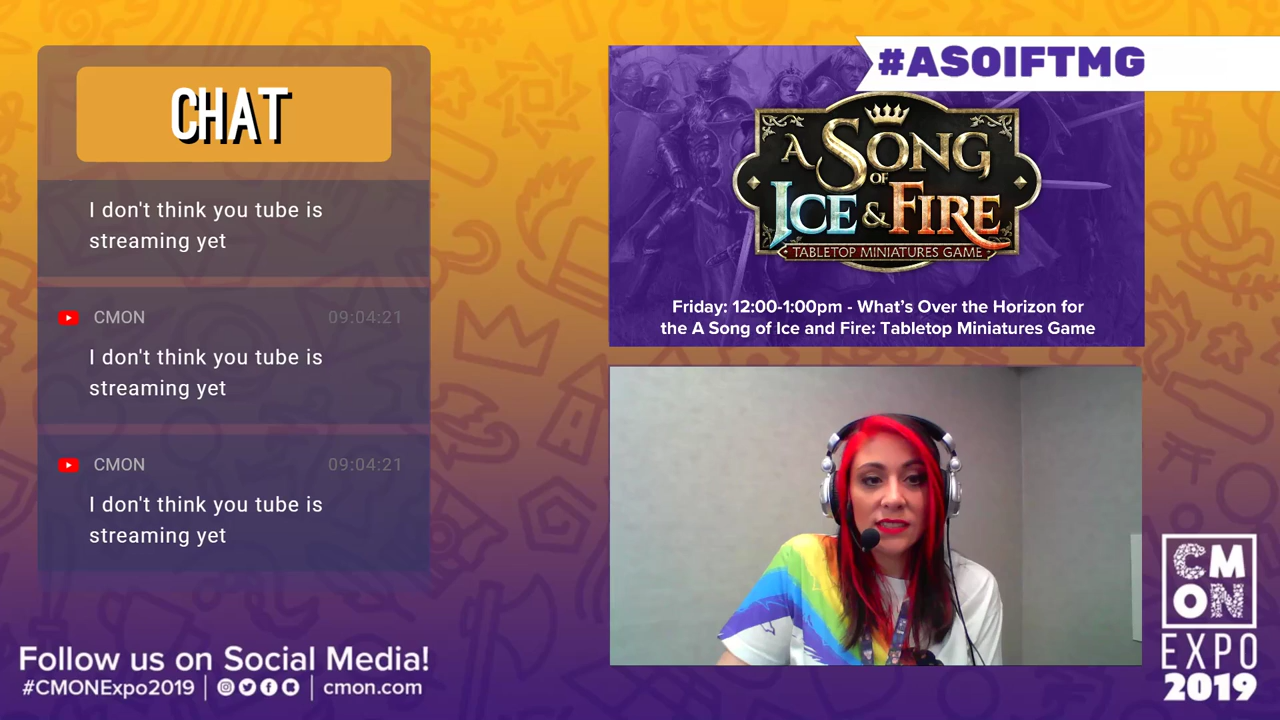 CHAT
I don't think you tube is
streaming yet
CMON 09:04:21
I don't think you tube is
streaming yet
CMON 09:04:21
I don't think you tube is
streaming yet
Follow us on Social Media!
#CMONExpo2019
cmon.com
#ASOIFTMG
A SONG
OF
ICE & FIRE
TABLETOP MINIATURES GAME
Friday: 12:00-1:00pm - What's Over the Horizon for
the A Song of Ice and Fire: Tabletop Miniatures Game
CM
ON
EXPO
2019